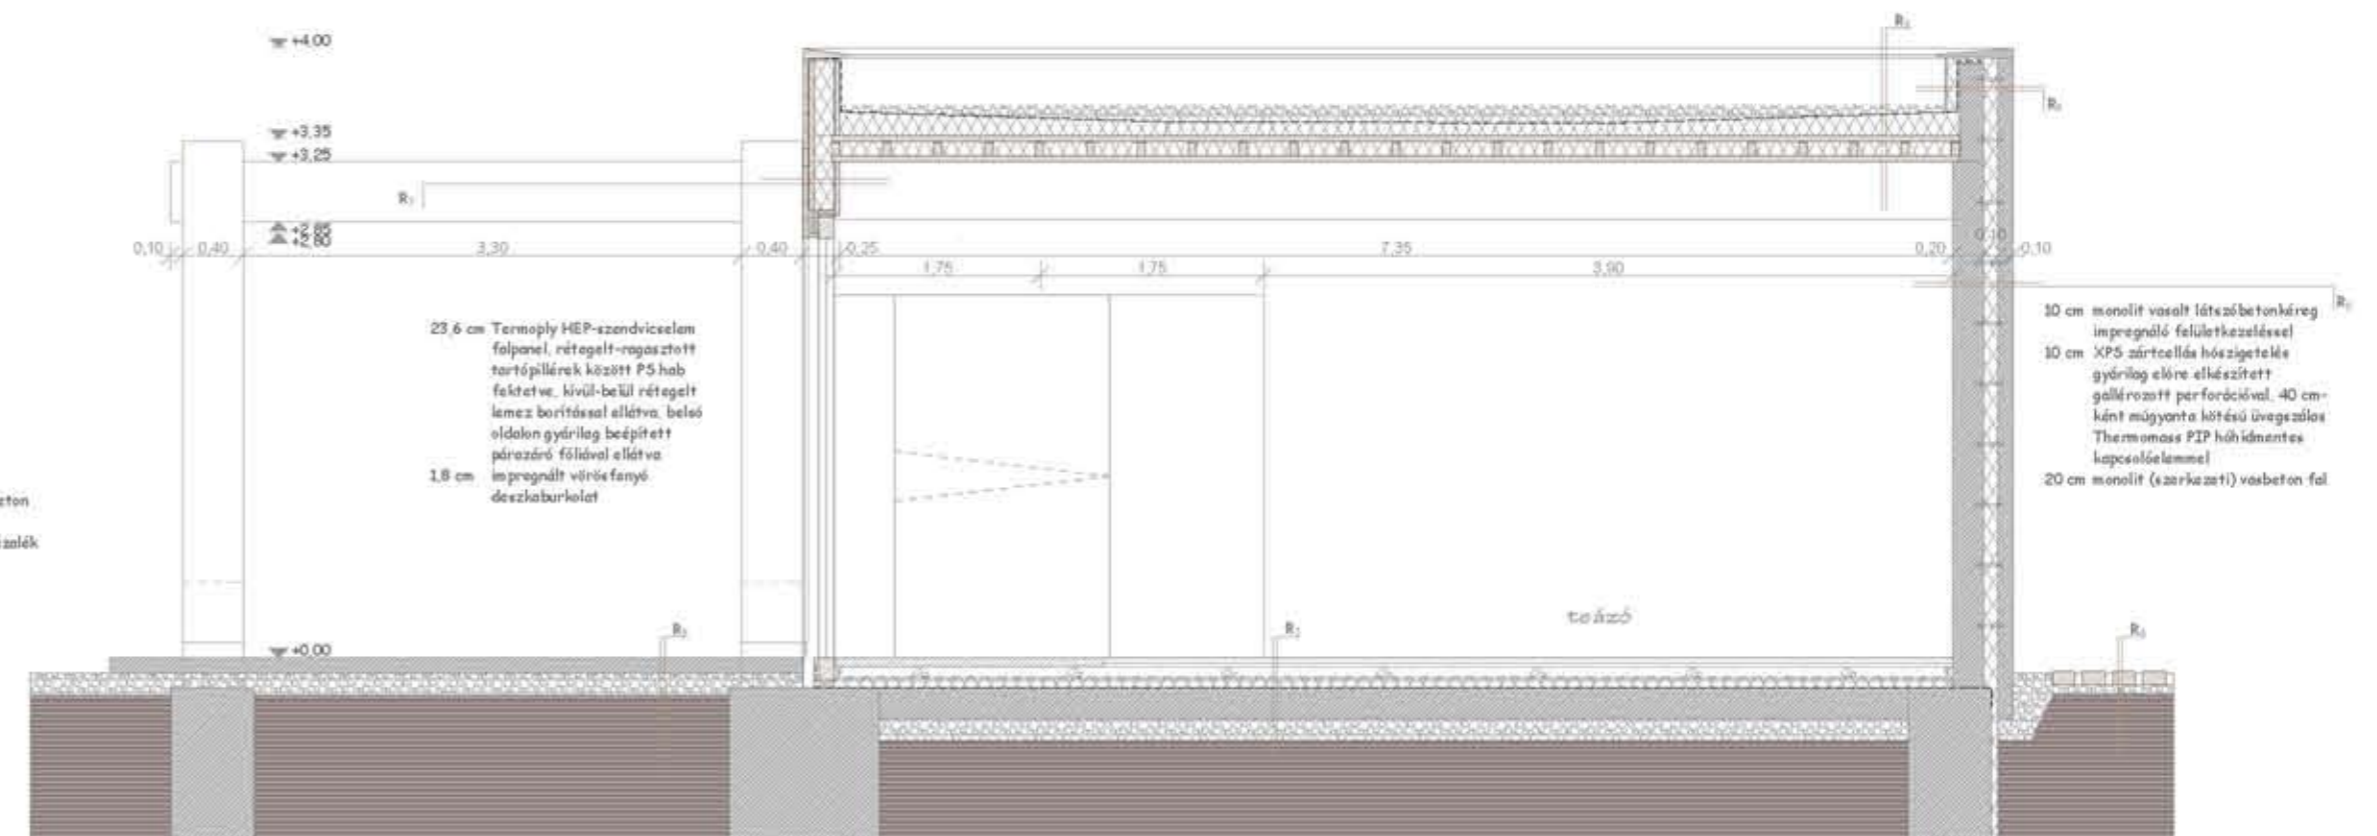 +4,00
R₂
R₁
+3,35
+3,25
+2,85
+2,80
0,10 0,40 3,30 0,40 0,25 7,35 0,20 0,10 0,10
1,75 1,75 3,90
23,6 cm Termoply HEP-szendvicselem
falpanel, rétegelt-ragasztott
tartópillérek között PS hab
fektetve, kívül-belül rétegelt
lemez borítással ellátva, belső
oldalon gyárilag beépített
párazáró fóliával ellátva
1,8 cm impregnált vörösfenyő
deszkaburkolat
10 cm monolit vasalt látszóbetonkéreg
impregnáló felületkezeléssel
10 cm XPS zártcellás hőszigetelés
gyárilag előre elkészített
gallérozott perforációval, 40 cm-
ként műgyanta kötésű üvegszálas
Thermomass PIP hőhídmentes
kapcsolóelemmel
20 cm monolit (szerkezeti) vasbeton fal
eton
zalék
teázó
+0,00